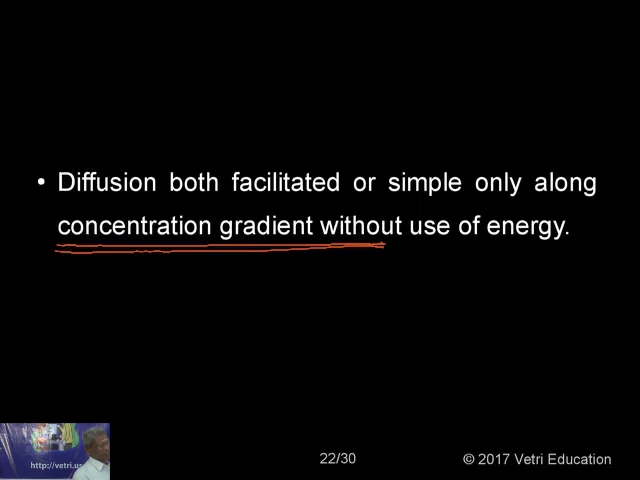 • Diffusion both facilitated or simple only along
concentration gradient without use of energy.
http://vetri.us
22/30
© 2017 Vetri Education